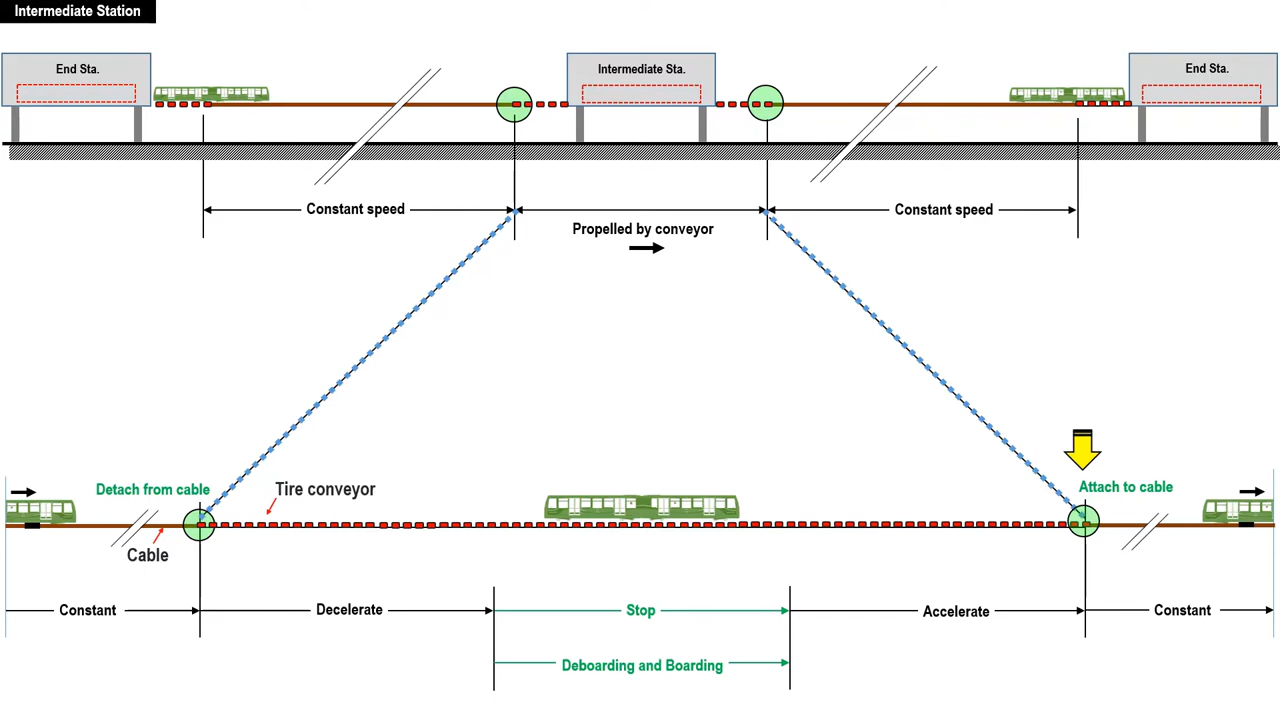 Intermediate Station
End Sta.
Intermediate Sta.
End Sta.
Constant speed
Constant speed
Propelled by conveyor
Detach from cable
Tire conveyor
Attach to cable
Cable
Constant
Decelerate
Stop
Accelerate
Constant
Deboarding and Boarding